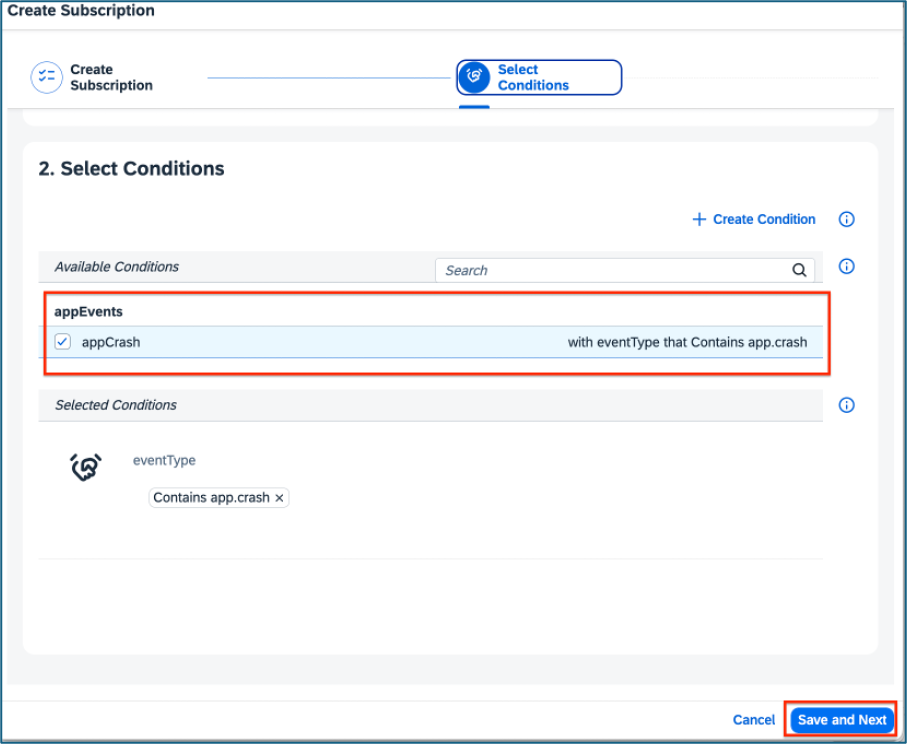 Create Subscription
Create
Subscription
Select
Conditions
2. Select Conditions
+ Create Condition
Available Conditions
Search
appEvents
appCrash
with eventType that Contains app.crash
Selected Conditions
eventType
Contains app.crash ×
Cancel
Save and Next